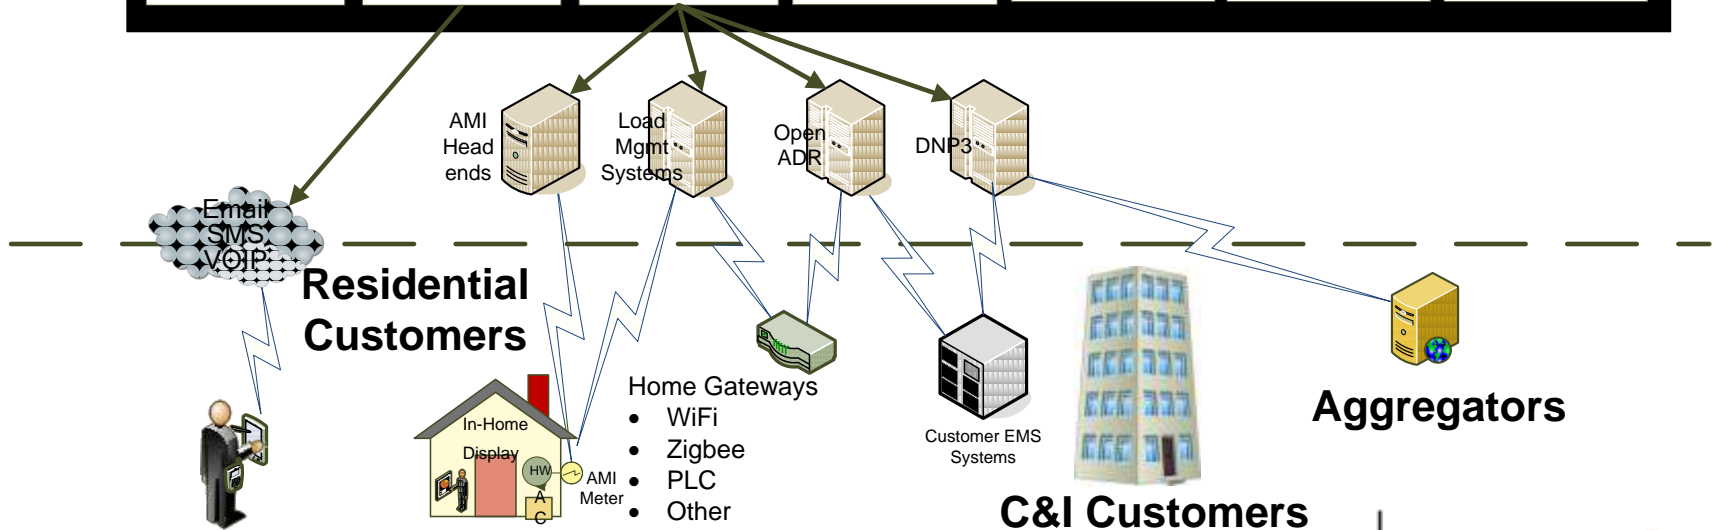 AMI
Head
ends
Load
Mgmt
Systems
Open
ADR
DNP3
Email
SMS
VOIP
Residential
Customers
In-Home
Display
HW
A
C
AMI
Meter
Home Gateways
• WiFi
• Zigbee
• PLC
• Other
Customer EMS
Systems
C&I Customers
Aggregators